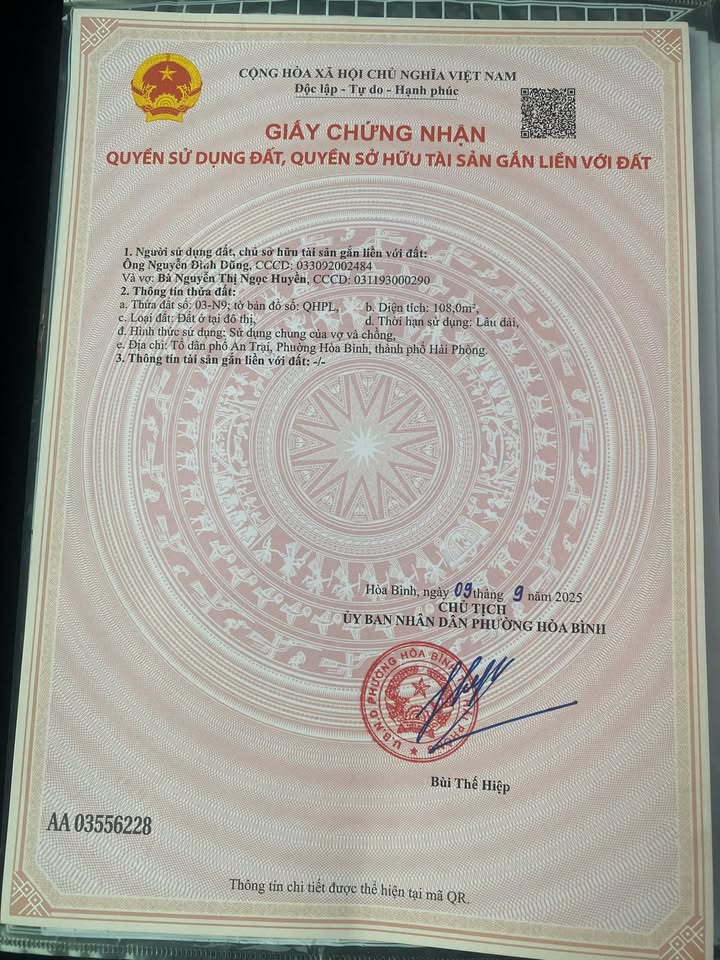 CỘNG HÒA XÃ HỘI CHỦ NGHĨA VIỆT NAM
Độc lập - Tự do - Hạnh phúc
GIẤY CHỨNG NHẬN
QUYỀN SỬ DỤNG ĐẤT, QUYỀN SỞ HỮU TÀI SẢN GẮN LIỀN VỚI ĐẤT
1. Người sử dụng đất, chủ sở hữu tài sản gắn liền với đất:
Ông Nguyễn Đình Dũng, CCCD: 033092002484
Và vợ: Bà Nguyễn Thị Ngọc Huyền, CCCD: 031193000290
2. Thông tin thửa đất:
a. Thửa đất số: 03-N9; tờ bản đồ số: QHPL, b. Diện tích: 108,0m²,
c. Loại đất: Đất ở tại đô thị, d. Thời hạn sử dụng: Lâu dài,
đ. Hình thức sử dụng: Sử dụng chung của vợ và chồng,
e. Địa chỉ: Tổ dân phố An Trại, Phường Hòa Bình, thành phố Hải Phòng.
3. Thông tin tài sản gắn liền với đất: -/-
Hòa Bình, ngày 09 tháng 9 năm 2025
CHỦ TỊCH
ỦY BAN NHÂN DÂN PHƯỜNG HÒA BÌNH
U.B.N.D PHƯỜNG HÒA BÌNH
Bùi Thế Hiệp
AA 03556228
Thông tin chi tiết được thể hiện tại mã QR.